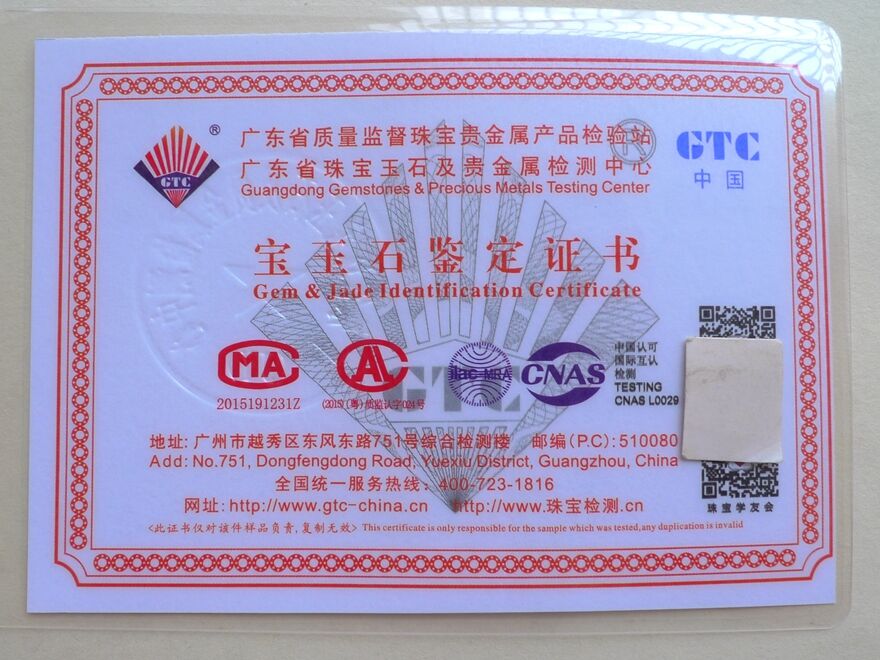 GTC
®
广东省质量监督珠宝贵金属产品检验站
广东省珠宝玉石及贵金属检测中心
Guangdong Gemstones & Precious Metals Testing Center
GTC
中国
宝玉石鉴定证书
Gem & Jade Identification Certificate
MA
2015191231Z
AL
(2015)(粤)质监认字024号
ilac-MRA
CNAS
中国认可
国际互认
检测
TESTING
CNAS L0029
GTC
地址: 广州市越秀区东风东路751号综合检测楼 邮编(P.C):510080
Add: No.751, Dongfengdong Road, Yuexiu District, Guangzhou, China
全国统一服务热线: 400-723-1816
网址: http://www.gtc-china.cn http://www.珠宝检测.cn
<此证书仅对该件样品负责,复制无效> This certificate is only responsible for the sample which was tested,any duplication is invalid
珠宝学友会